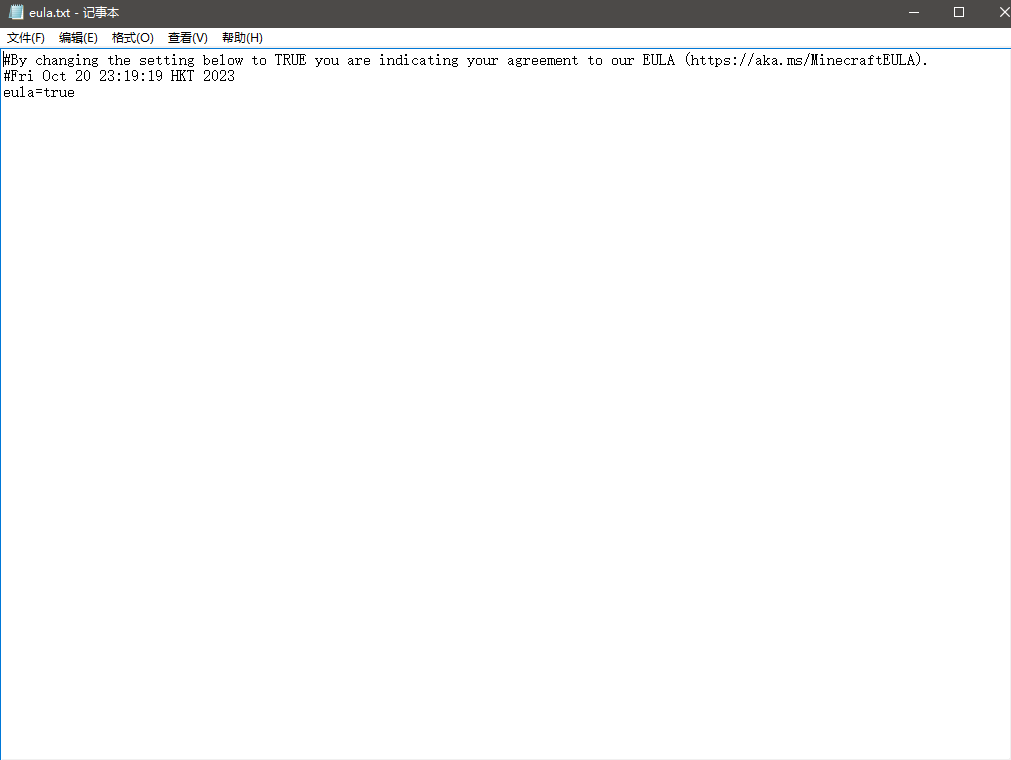 eula.txt - 记事本
文件(F) 编辑(E) 格式(O) 查看(V) 帮助(H)
#By changing the setting below to TRUE you are indicating your agreement to our EULA (https://aka.ms/MinecraftEULA).
#Fri Oct 20 23:19:19 HKT 2023
eula=true